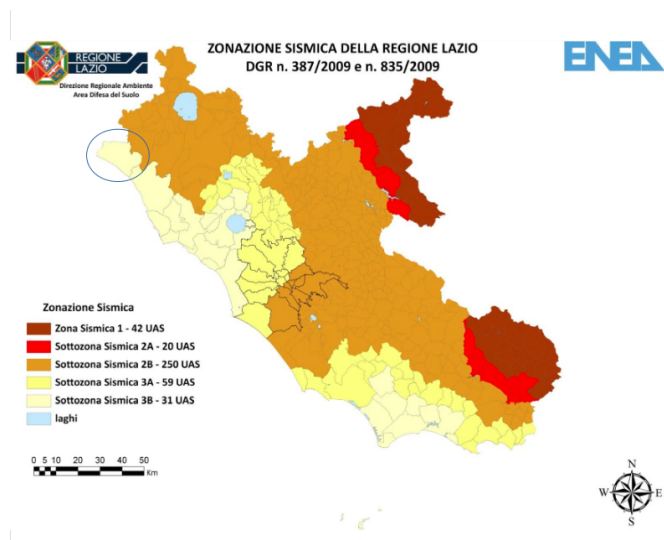 REGIONE
LAZIO
Direzione Regionale Ambiente
Area Difesa del Suolo
ZONAZIONE SISMICA DELLA REGIONE LAZIO
DGR n. 387/2009 e n. 835/2009
ENEA
Zonazione Sismica
Zona Sismica 1 - 42 UAS
Sottozona Sismica 2A - 20 UAS
Sottozona Sismica 2B - 250 UAS
Sottozona Sismica 3A - 59 UAS
Sottozona Sismica 3B - 31 UAS
laghi
0 5 10 20 30 40 50
Km
N
W E
S